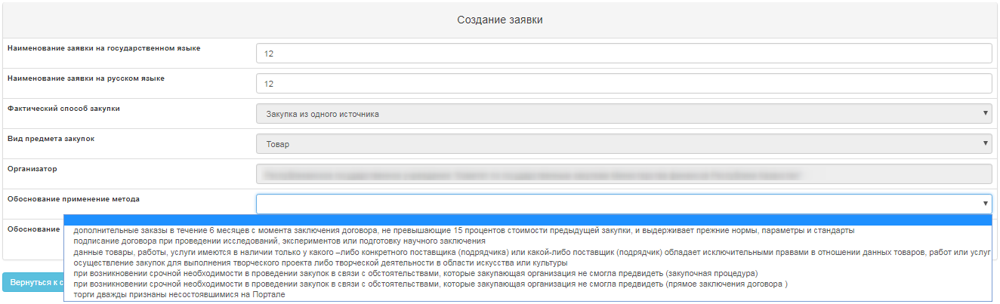 Создание заявки
Наименование заявки на государственном языке
12
Наименование заявки на русском языке
12
Фактический способ закупки
Закупка из одного источника
Вид предмета закупок
Товар
Организатор
Обоснование применение метода
Обоснование
дополнительные заказы в течение 6 месяцев с момента заключения договора, не превышающие 15 процентов стоимости предыдущей закупки, и выдерживает прежние нормы, параметры и стандарты
подписание договора при проведении исследований, экспериментов или подготовку научного заключения
данные товары, работы, услуги имеются в наличии только у какого –либо конкретного поставщика (подрядчика) или какой-либо поставщик (подрядчик) обладает исключительными правами в отношении данных товаров, работ или услуг
осуществление закупок для выполнения творческого проекта либо творческой деятельности в области искусства или культуры
при возникновении срочной необходимости в проведении закупок в связи с обстоятельствами, которые закупающая организация не смогла предвидеть (закупочная процедура)
при возникновении срочной необходимости в проведении закупок в связи с обстоятельствами, которые закупающая организация не смогла предвидеть (прямое заключения договора )
торги дважды признаны несостоявшимися на Портале
Вернуться к с